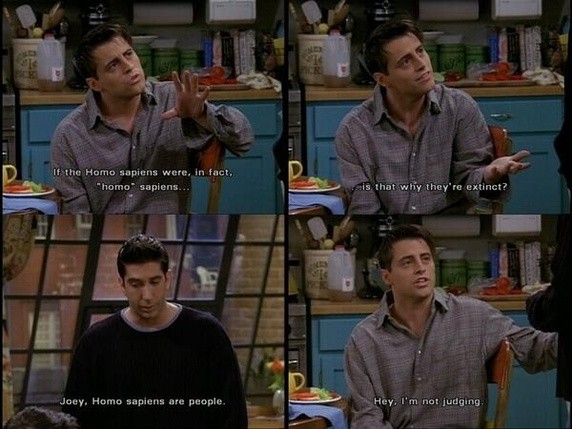 If the Homo sapiens were, in fact,
"homo" sapiens...
...is that why they're extinct?
Joey, Homo sapiens are people.
Hey, I'm not judging.